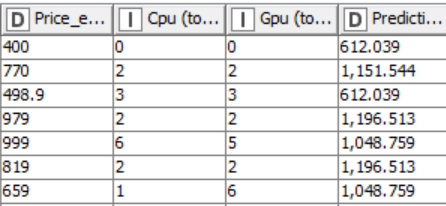 D Price_e... I Cpu (to... I Gpu (to... D Predicti...
400 0 0 612.039
770 2 2 1,151.544
498.9 3 3 612.039
979 2 2 1,196.513
999 6 5 1,048.759
819 2 2 1,196.513
659 1 6 1,048.759